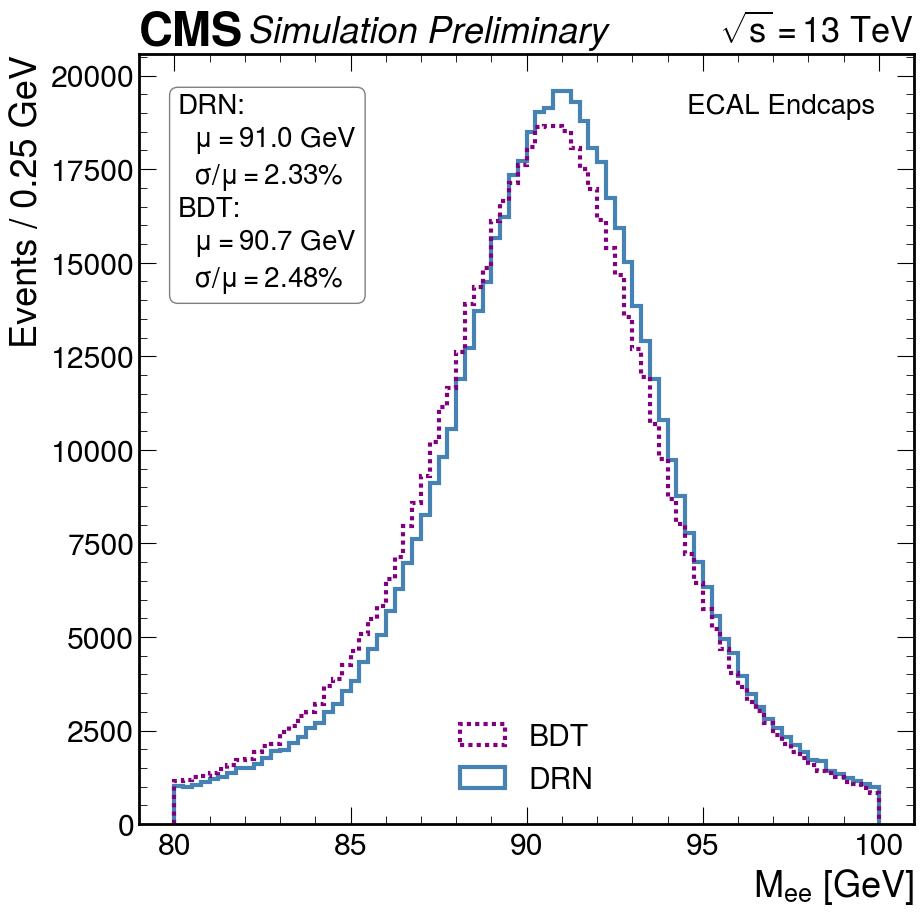 CMS Simulation Preliminary √s = 13 TeV
Events / 0.25 GeV
20000
17500
15000
12500
10000
7500
5000
2500
0
DRN:
μ = 91.0 GeV
σ/μ = 2.33%
BDT:
μ = 90.7 GeV
σ/μ = 2.48%
ECAL Endcaps
BDT
DRN
80 85 90 95 100
Mee [GeV]